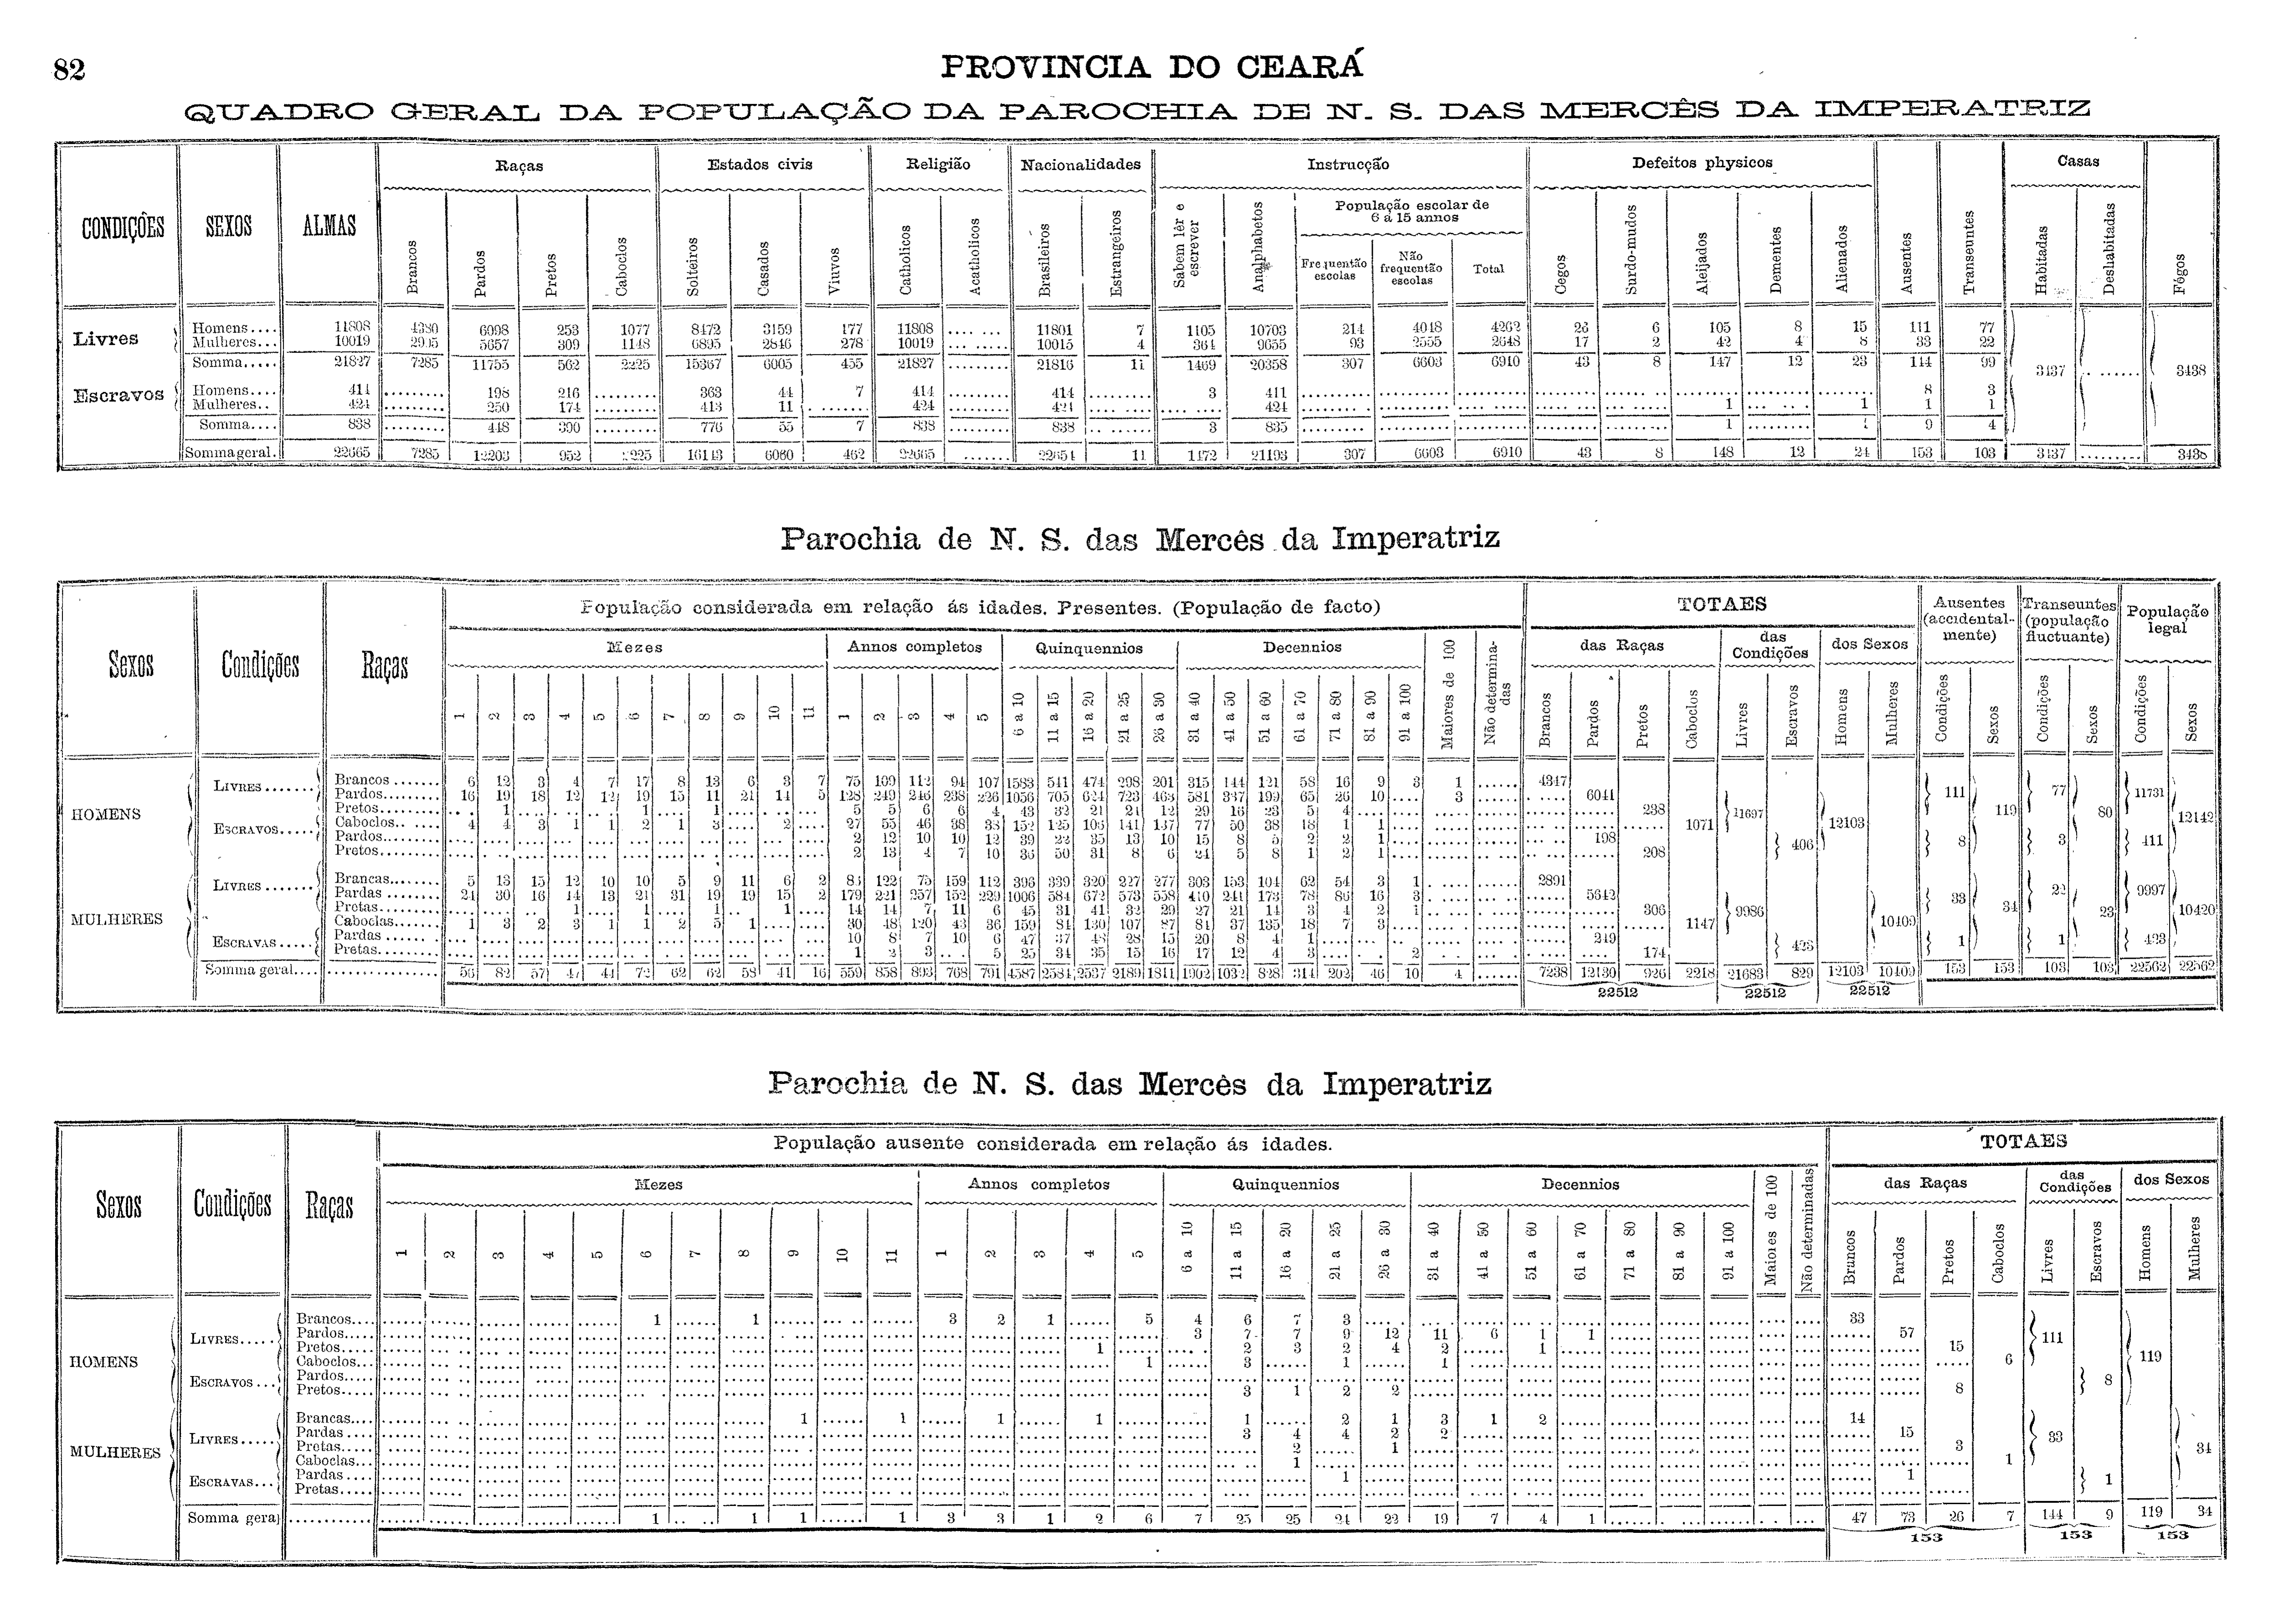 82
PROVINCIA DO CEARÁ
QUADRO GERAL DA POPULAÇÃO DA PAROCHIA DE N. S. DAS MERCÊS DA IMPERATRIZ
CONDIÇÕES SEXOS ALMAS Raças Estados civis Religião Nacionalidades Instrucção Defeitos physicos Ausentes Transeuntes Casas Fógos
População escolar de 6 a 15 annos
Brancos Pardos Pretos Caboclos Solteiros Casados Viuvos Catholicos Acatholicos Brasileiros Estrangeiros Sabem lêr e escrever Analphabetos Frequentão escolas Não frequentão escolas Total Cegos Surdo-mudos Aleijados Dementes Alienados Habitadas Deshabitadas
Livres Homens.... 11808 4380 6098 253 1077 8472 3159 177 11808 11801 7 1105 10703 214 4048 4262 26 6 105 8 15 111 77
Mulheres... 10019 2905 5657 309 1148 6895 2846 278 10019 10015 4 364 9655 93 2555 2648 17 2 42 4 8 33 22
Somma..... 21827 7285 11755 562 2225 15367 6005 455 21827 21816 11 1469 20358 307 6603 6910 43 8 147 12 23 144 99
3437 3438
Escravos Homens.... 414 198 216 363 44 7 414 414 3 411 8 3
Mulheres.. 424 250 174 413 11 424 424 424 1 1 1 1
Somma.... 838 448 390 776 55 7 838 838 3 835 1 1 9 4
Somma geral. 22665 7285 12203 952 2225 16143 6060 462 22665 22654 11 1472 21193 307 6603 6910 43 8 148 12 24 153 103 3437 3438
Parochia de N. S. das Mercês da Imperatriz
Sexos Condições Raças População considerada em relação ás idades. Presentes. (População de facto) TOTAES Ausentes (accidental-mente) Transeuntes (população fluctuante) População legal
Mezes Annos completos Quinquennios Decennios Maiores de 100 Não determina-das das Raças das Condições dos Sexos
1 2 3 4 5 6 7 8 9 10 11 1 2 3 4 5 6 a 10 11 a 15 16 a 20 21 a 25 26 a 30 31 a 40 41 a 50 51 a 60 61 a 70 71 a 80 81 a 90 91 a 100 Brancos Pardos Pretos Caboclos Livres Escravos Homens Mulheres Condições Sexos Condições Sexos Condições Sexos
HOMENS LIVRES....... Brancos ....... 6 12 3 4 7 17 8 13 6 3 7 75 109 112 94 107 1583 541 474 298 201 315 144 121 58 16 9 3 1 4347
Pardos......... 16 19 18 12 12 19 15 11 21 14 5 128 249 246 238 226 1056 705 624 723 463 581 347 199 65 26 10 3 6041
Pretos......... 1 1 1 5 5 6 6 4 43 32 21 21 12 29 16 23 5 4 238
Caboclos.. .... 4 4 3 1 1 2 1 3 2 27 55 46 38 33 152 125 103 141 137 77 50 38 18 1 1 1071
11697 12103 111 119 77 80 11731 12142
ESCRAVOS..... Pardos......... 2 12 10 10 12 39 22 35 13 10 15 8 5 2 2 1 198
Pretos......... 2 13 4 7 10 36 50 31 8 6 24 5 8 1 2 1 208
406 8 3 411
MULHERES LIVRES....... Brancas....... 5 13 15 12 10 10 5 9 11 6 2 84 122 75 159 112 396 339 320 227 277 303 153 104 62 54 3 1 2891
Pardas ........ 24 30 16 14 13 21 31 19 19 15 2 179 221 257 152 229 1006 584 672 573 558 410 241 173 78 86 16 3 5642
Pretas......... 1 1 1 1 14 14 7 11 6 45 31 41 32 29 27 21 14 3 4 2 1 306
Caboclas....... 1 3 2 3 1 1 2 5 1 30 48 120 43 36 159 84 130 107 87 84 37 135 18 7 3 1147
9986 10409 33 34 22 23 9997 10420
ESCRAVAS ..... Pardas ...... 10 8 7 10 6 47 37 48 28 15 20 8 4 1 249
Pretas........ 1 2 3 5 25 34 35 15 16 17 12 4 3 2 174
423 1 1 423
Somma geral.... 56 82 57 47 44 72 62 62 58 41 16 559 858 893 768 791 4587 2584 2537 2189 1811 1902 1032 828 314 202 46 10 4 7238 12130 926 2218 21683 829 12103 10409 153 153 103 103 22562 22562
22512 22512 22512
Parochia de N. S. das Mercês da Imperatriz
Sexos Condições Raças População ausente considerada em relação ás idades. TOTAES
Mezes Annos completos Quinquennios Decennios Maiores de 100 Não determinadas das Raças das Condições dos Sexos
1 2 3 4 5 6 7 8 9 10 11 1 2 3 4 5 6 a 10 11 a 15 16 a 20 21 a 25 26 a 30 31 a 40 41 a 50 51 a 60 61 a 70 71 a 80 81 a 90 91 a 100 Brancos Pardos Pretos Caboclos Livres Escravos Homens Mulheres
HOMENS LIVRES..... Brancos.... 1 1 3 2 1 5 4 6 7 3 33
Pardos..... 3 7 7 9 12 11 6 1 1 57
Pretos..... 1 2 3 2 4 2 1 15
Caboclos... 1 3 1 1 6
111 119
ESCRAVOS ... Pardos.....
Pretos..... 3 1 2 2 8
8
MULHERES LIVRES..... Brancas.... 1 1 1 1 1 2 1 3 1 2 14
Pardas .... 3 4 4 2 2 15
Pretas..... 2 1 3
Caboclas... 1 1
33 34
ESCRAVAS... Pardas .... 1 1
Pretas.....
1
Somma geral 1 1 1 1 3 3 1 2 6 7 25 25 24 22 19 7 4 1 47 73 26 7 144 9 119 34
153 153 153